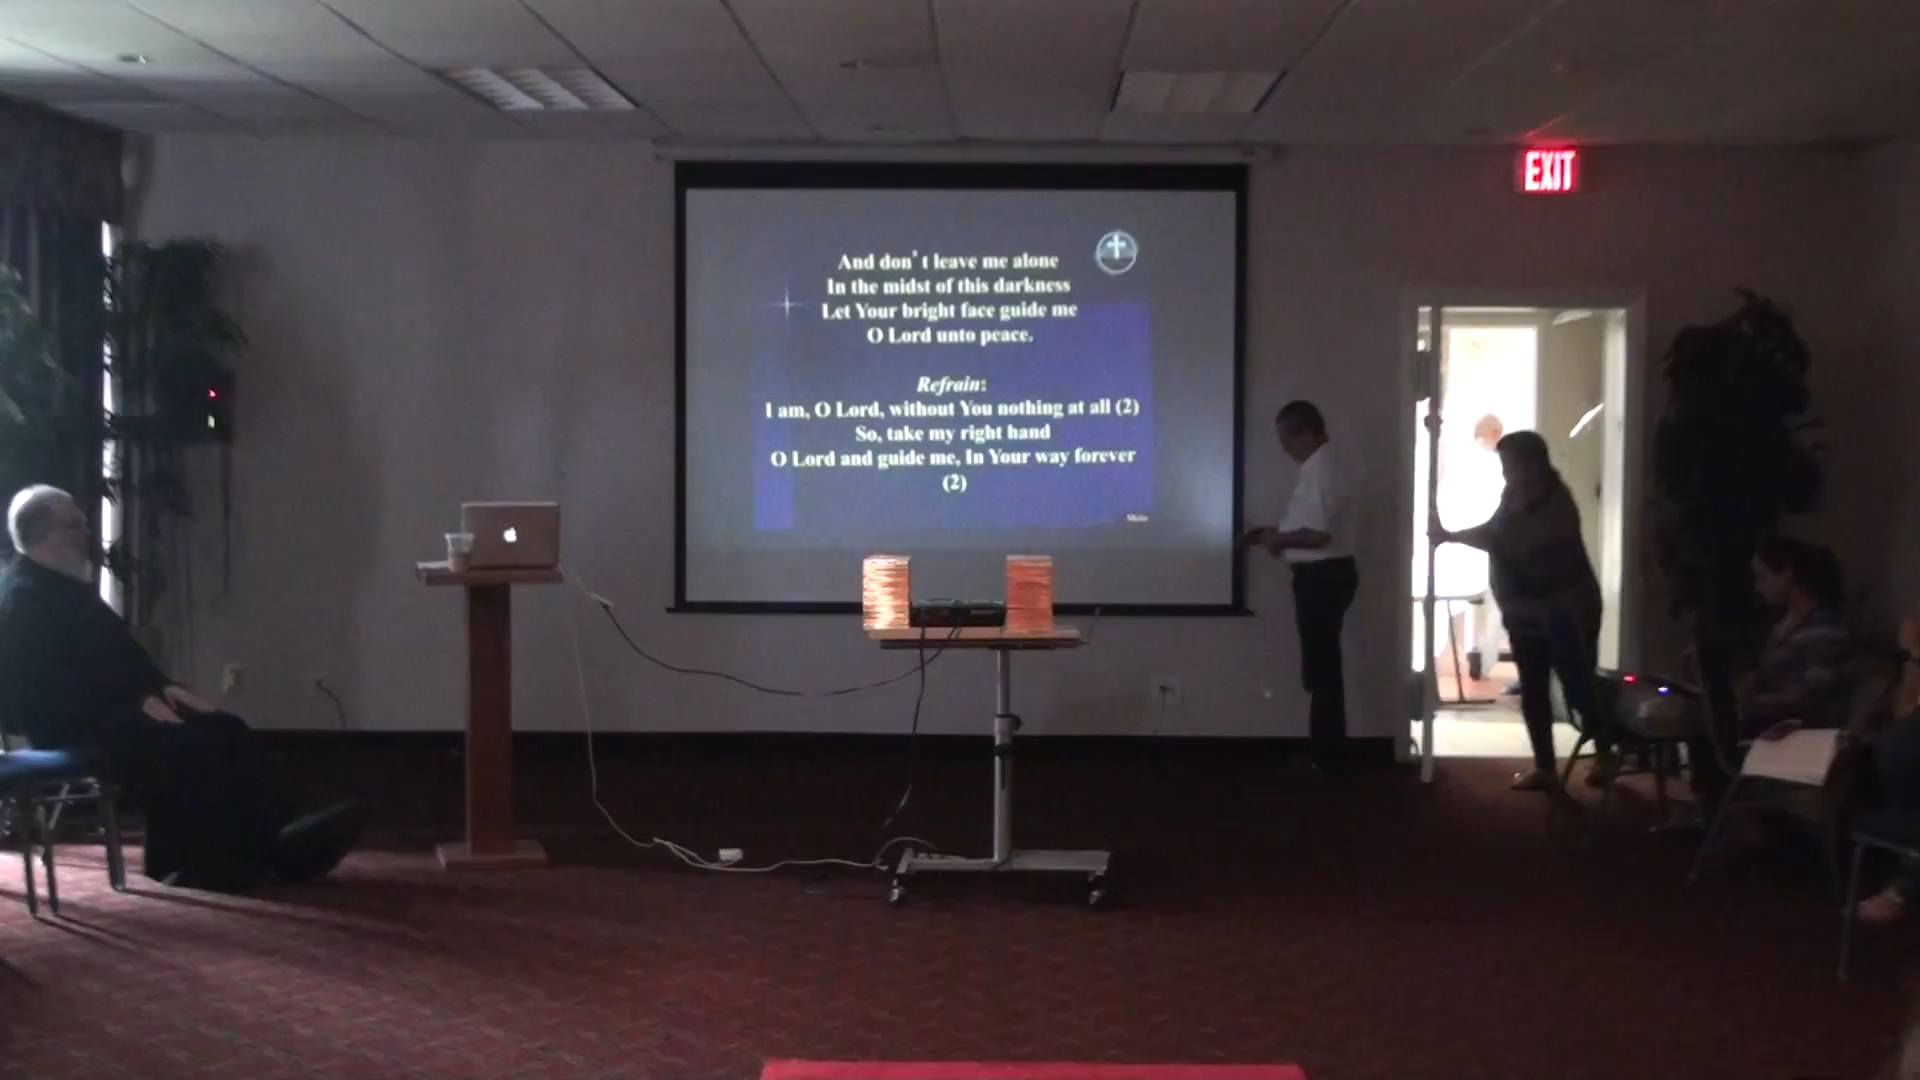 EXIT
And don't leave me alone
In the midst of this darkness
Let Your bright face guide me
O Lord unto peace.
Refrain:
I am, O Lord, without You nothing at all (2)
So, take my right hand
O Lord and guide me, In Your way forever
(2)